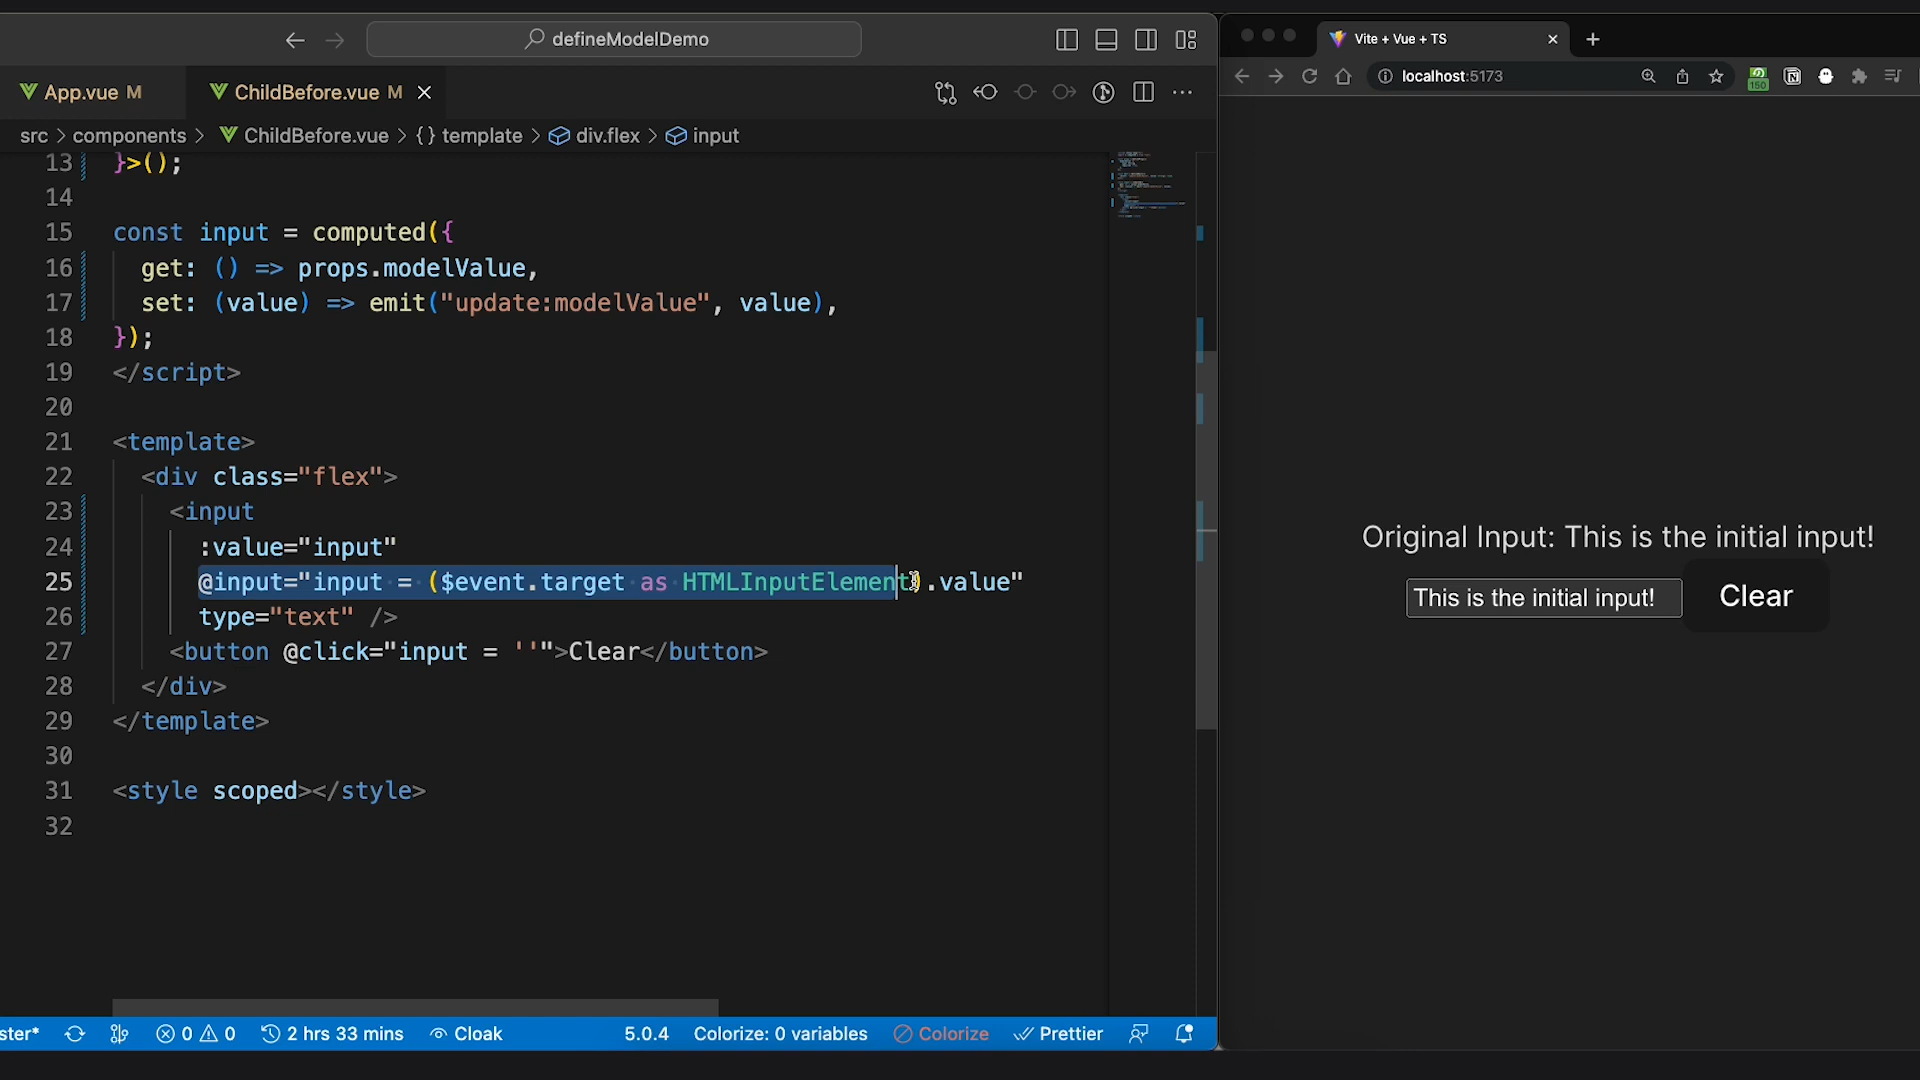 defineModelDemo
App.vue M
ChildBefore.vue M
src > components > ChildBefore.vue > {} template > div.flex > input
13 }>();
14
15 const input = computed({
16 get: () => props.modelValue,
17 set: (value) => emit("update:modelValue", value),
18 });
19 </script>
20
21 <template>
22 <div class="flex">
23 <input
24 :value="input"
25 @input="input = ($event.target as HTMLInputElement).value"
26 type="text" />
27 <button @click="input = ''">Clear</button>
28 </div>
29 </template>
30
31 <style scoped></style>
32
ster* 0 0 2 hrs 33 mins Cloak 5.0.4 Colorize: 0 variables Colorize Prettier
Vite + Vue + TS
localhost:5173
150
Original Input: This is the initial input!
This is the initial input! Clear